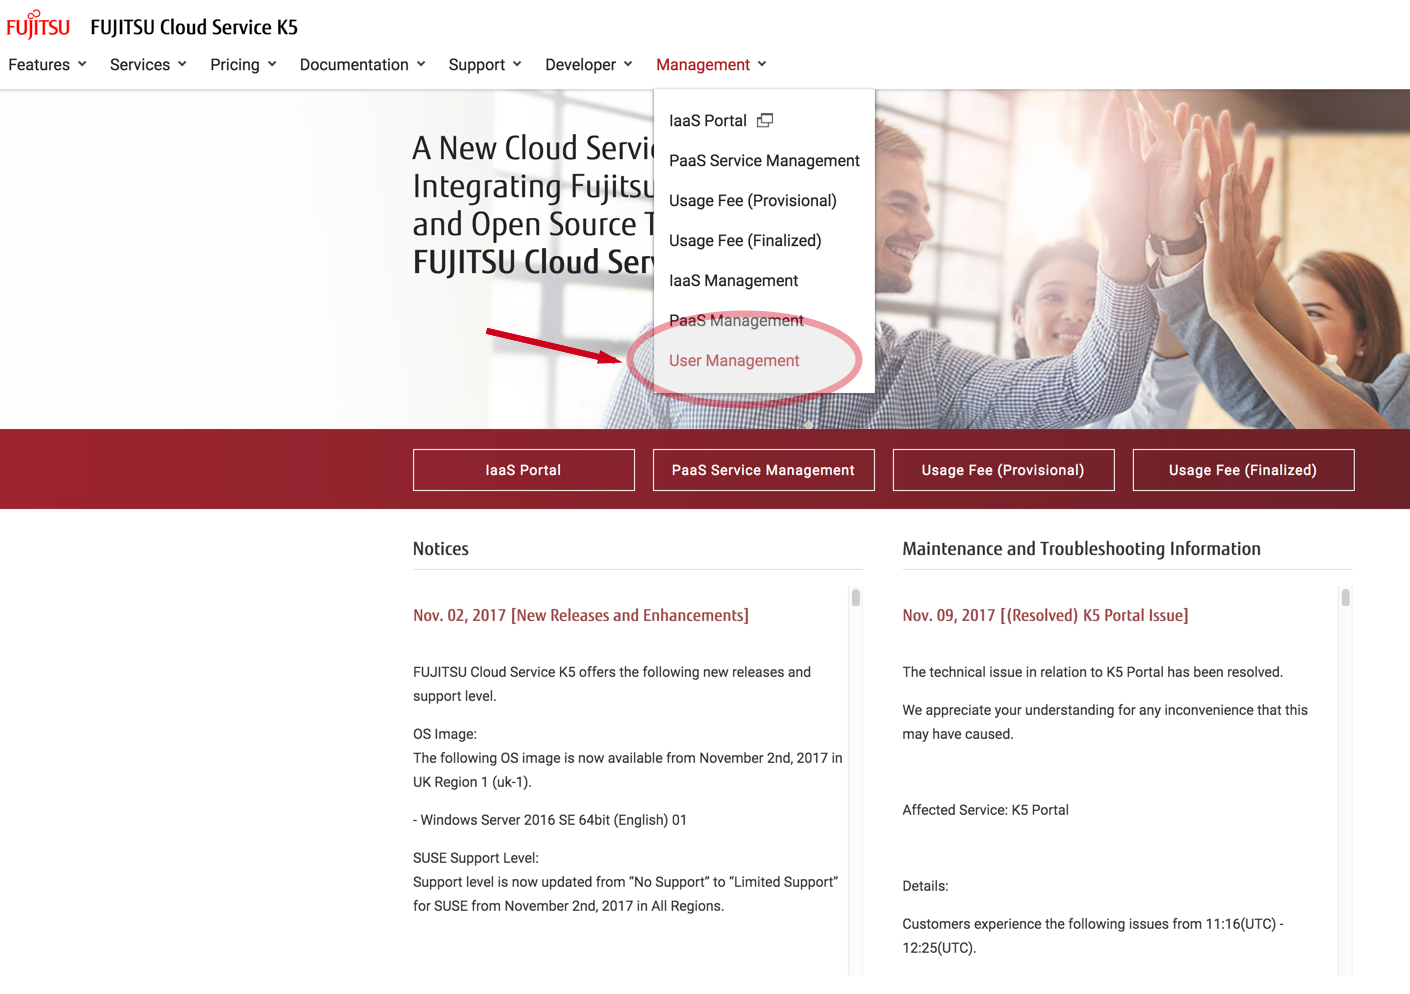 FUJITSU FUJITSU Cloud Service K5
Features Services Pricing Documentation Support Developer Management
IaaS Portal
PaaS Service Management
Usage Fee (Provisional)
Usage Fee (Finalized)
IaaS Management
PaaS Management
User Management
A New Cloud Servi
Integrating Fujitsu
and Open Source T
FUJITSU Cloud Serv
IaaS Portal PaaS Service Management Usage Fee (Provisional) Usage Fee (Finalized)
Notices
Nov. 02, 2017 [New Releases and Enhancements]
FUJITSU Cloud Service K5 offers the following new releases and
support level.
OS Image:
The following OS image is now available from November 2nd, 2017 in
UK Region 1 (uk-1).
- Windows Server 2016 SE 64bit (English) 01
SUSE Support Level:
Support level is now updated from “No Support” to “Limited Support”
for SUSE from November 2nd, 2017 in All Regions.
Maintenance and Troubleshooting Information
Nov. 09, 2017 [(Resolved) K5 Portal Issue]
The technical issue in relation to K5 Portal has been resolved.
We appreciate your understanding for any inconvenience that this
may have caused.
Affected Service: K5 Portal
Details:
Customers experience the following issues from 11:16(UTC) -
12:25(UTC).